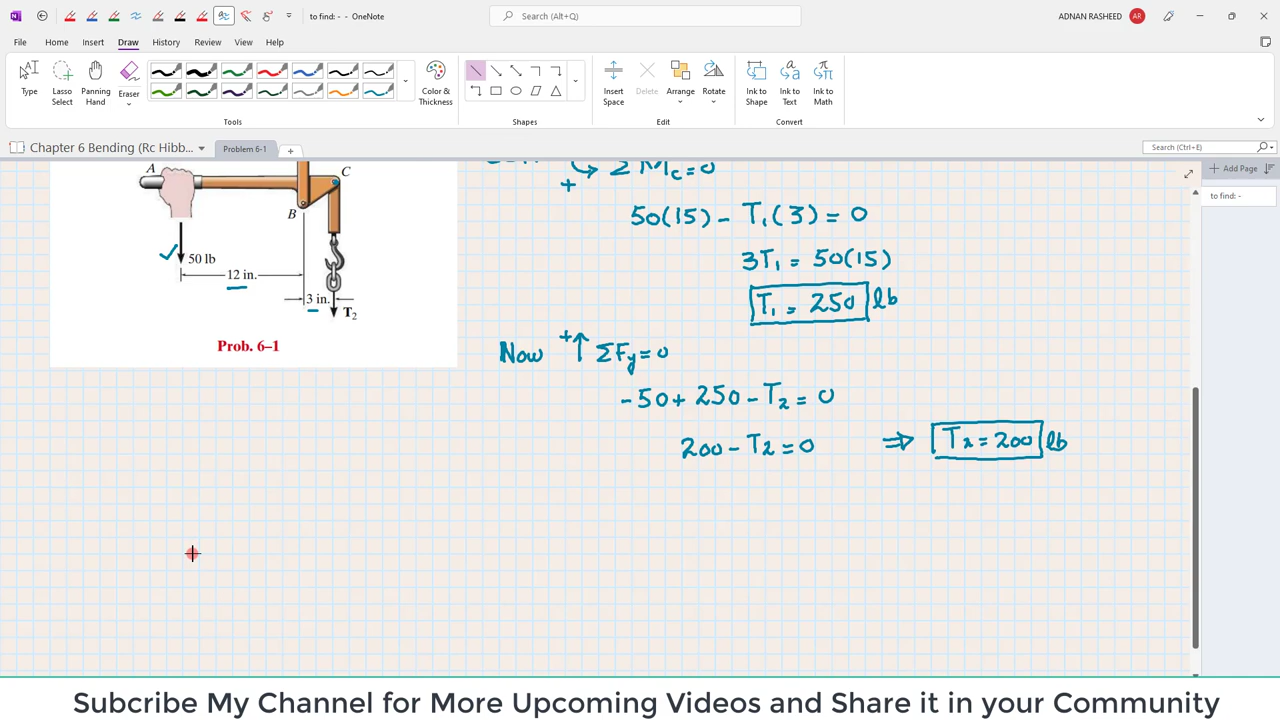 to find: - - OneNote
Search (Alt+Q)
ADNAN RASHEED
AR
File Home Insert Draw History Review View Help
Type
Lasso Select
Panning Hand
Eraser
Color & Thickness
Insert Space
Delete
Arrange
Rotate
Ink to Shape
Ink to Text
Ink to Math
Tools
Shapes
Edit
Convert
Chapter 6 Bending (Rc Hibb...
Problem 6-1
Search (Ctrl+E)
Add Page
to find: -
A
C
B
50 lb
12 in.
3 in.
T₂
Prob. 6–1
+ ΣM_C=0
50(15) - T₁(3) = 0
3T₁ = 50(15)
T₁ = 250 lb
Now +↑ ΣFy=0
-50+ 250 - T₂ = 0
200 - T₂ = 0 ⇒ T₂ = 200 lb
Subcribe My Channel for More Upcoming Videos and Share it in your Community